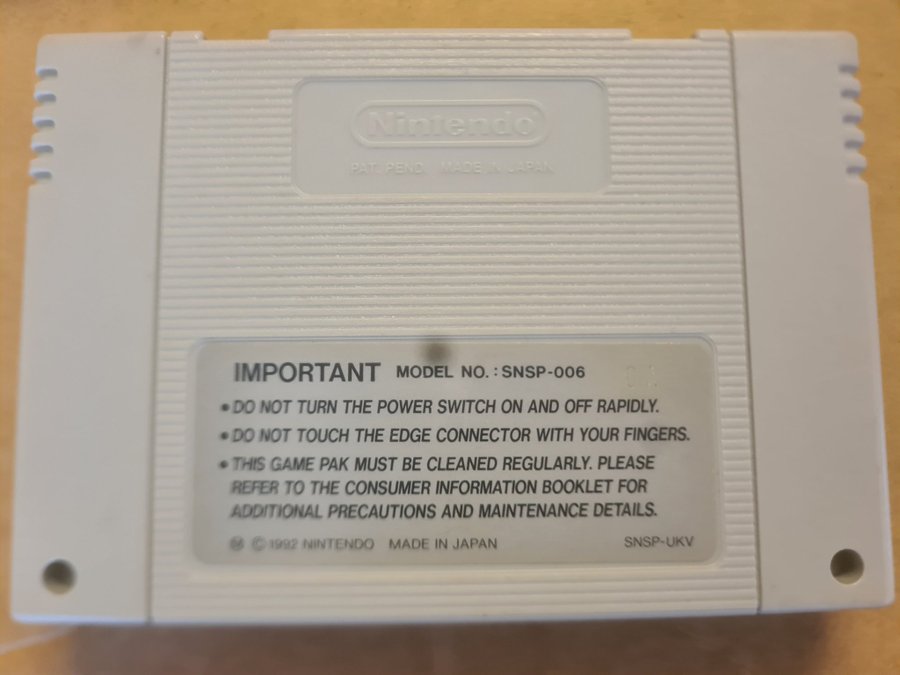 Nintendo
PAT. PEND. MADE IN JAPAN
IMPORTANT MODEL NO.: SNSP-006
• DO NOT TURN THE POWER SWITCH ON AND OFF RAPIDLY.
• DO NOT TOUCH THE EDGE CONNECTOR WITH YOUR FINGERS.
• THIS GAME PAK MUST BE CLEANED REGULARLY. PLEASE
REFER TO THE CONSUMER INFORMATION BOOKLET FOR
ADDITIONAL PRECAUTIONS AND MAINTENANCE DETAILS.
Ⓜ ©1992 NINTENDO MADE IN JAPAN SNSP-UKV